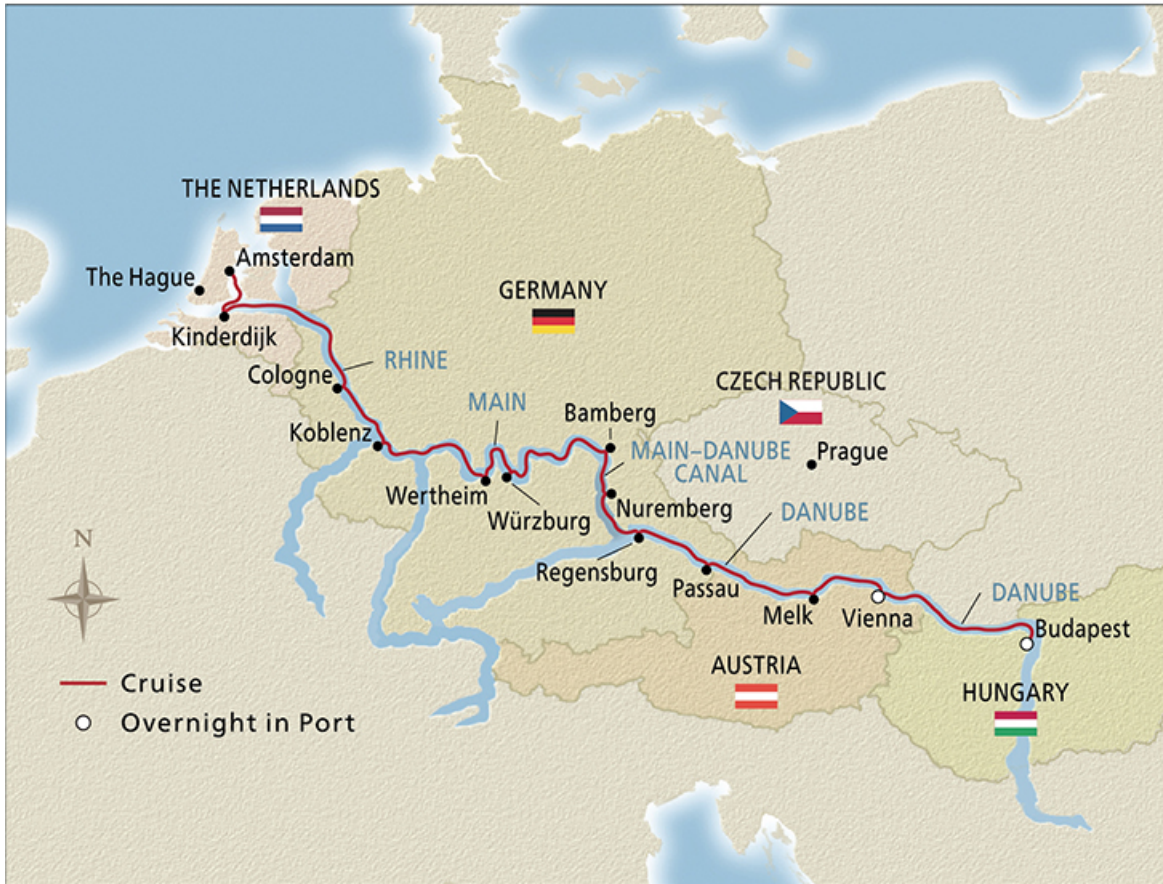 THE NETHERLANDS
Amsterdam
The Hague
GERMANY
Kinderdijk
RHINE
Cologne
CZECH REPUBLIC
MAIN
Bamberg
Koblenz
MAIN–DANUBE
CANAL
Prague
Wertheim
Würzburg
Nuremberg
DANUBE
N
Regensburg
Passau
Melk
Vienna
DANUBE
Budapest
AUSTRIA
HUNGARY
Cruise
Overnight in Port